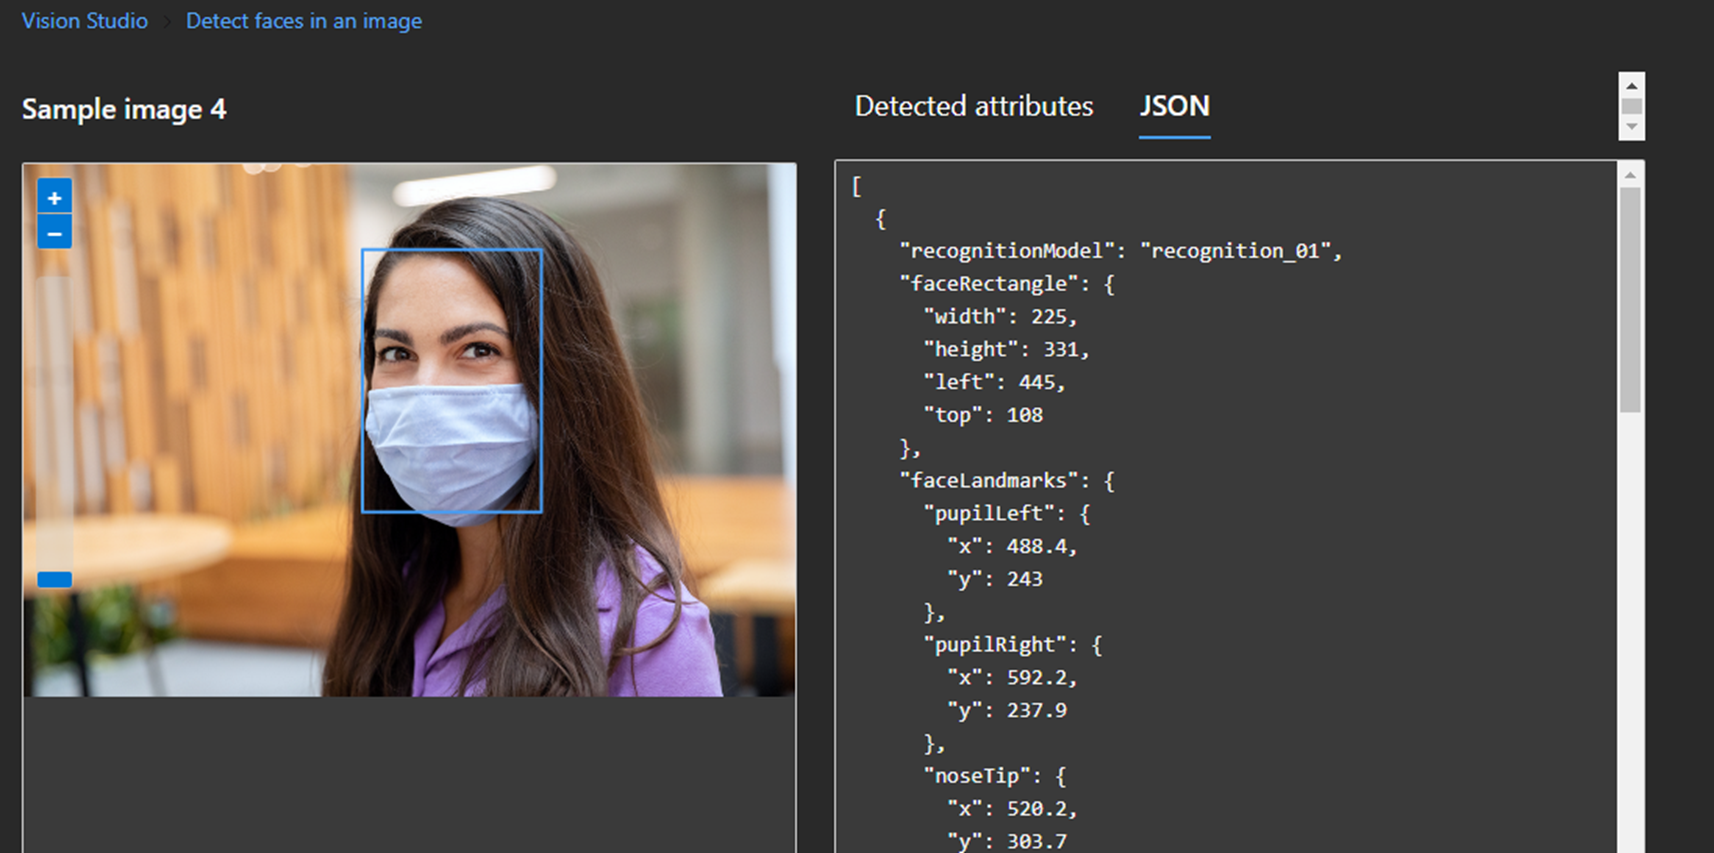 Vision Studio > Detect faces in an image
Sample image 4
+
−
Detected attributes JSON
[
{
"recognitionModel": "recognition_01",
"faceRectangle": {
"width": 225,
"height": 331,
"left": 445,
"top": 108
},
"faceLandmarks": {
"pupilLeft": {
"x": 488.4,
"y": 243
},
"pupilRight": {
"x": 592.2,
"y": 237.9
},
"noseTip": {
"x": 520.2,
"y": 303.7